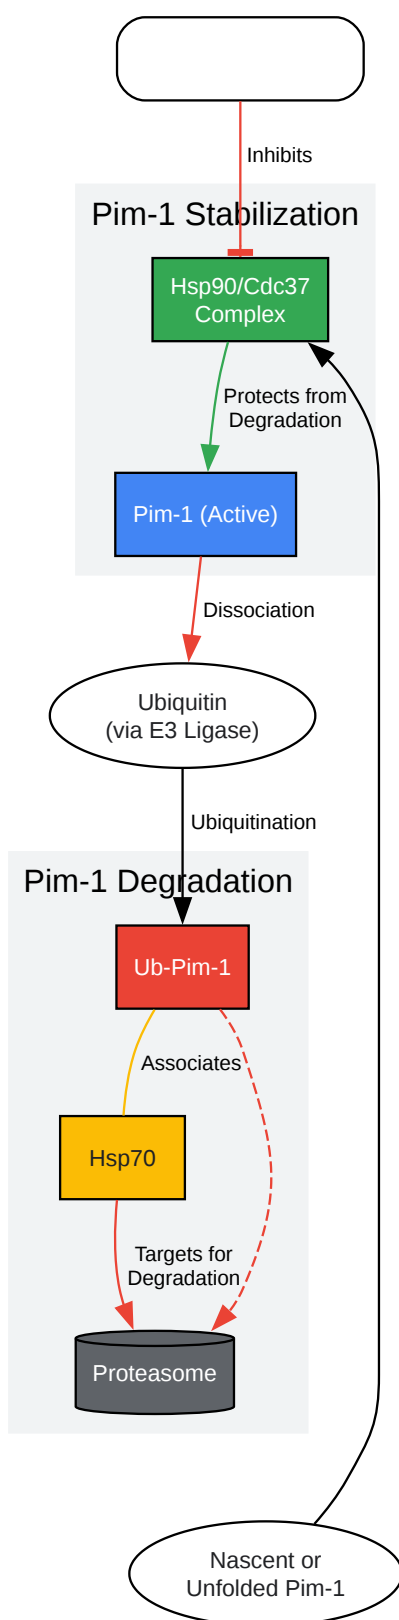 Inhibits
Pim-1 Stabilization
Hsp90/Cdc37
Complex
Protects from
Degradation
Pim-1 (Active)
Dissociation
Ubiquitin
(via E3 Ligase)
Ubiquitination
Pim-1 Degradation
Ub-Pim-1
Associates
Hsp70
Targets for
Degradation
Proteasome
Nascent or
Unfolded Pim-1